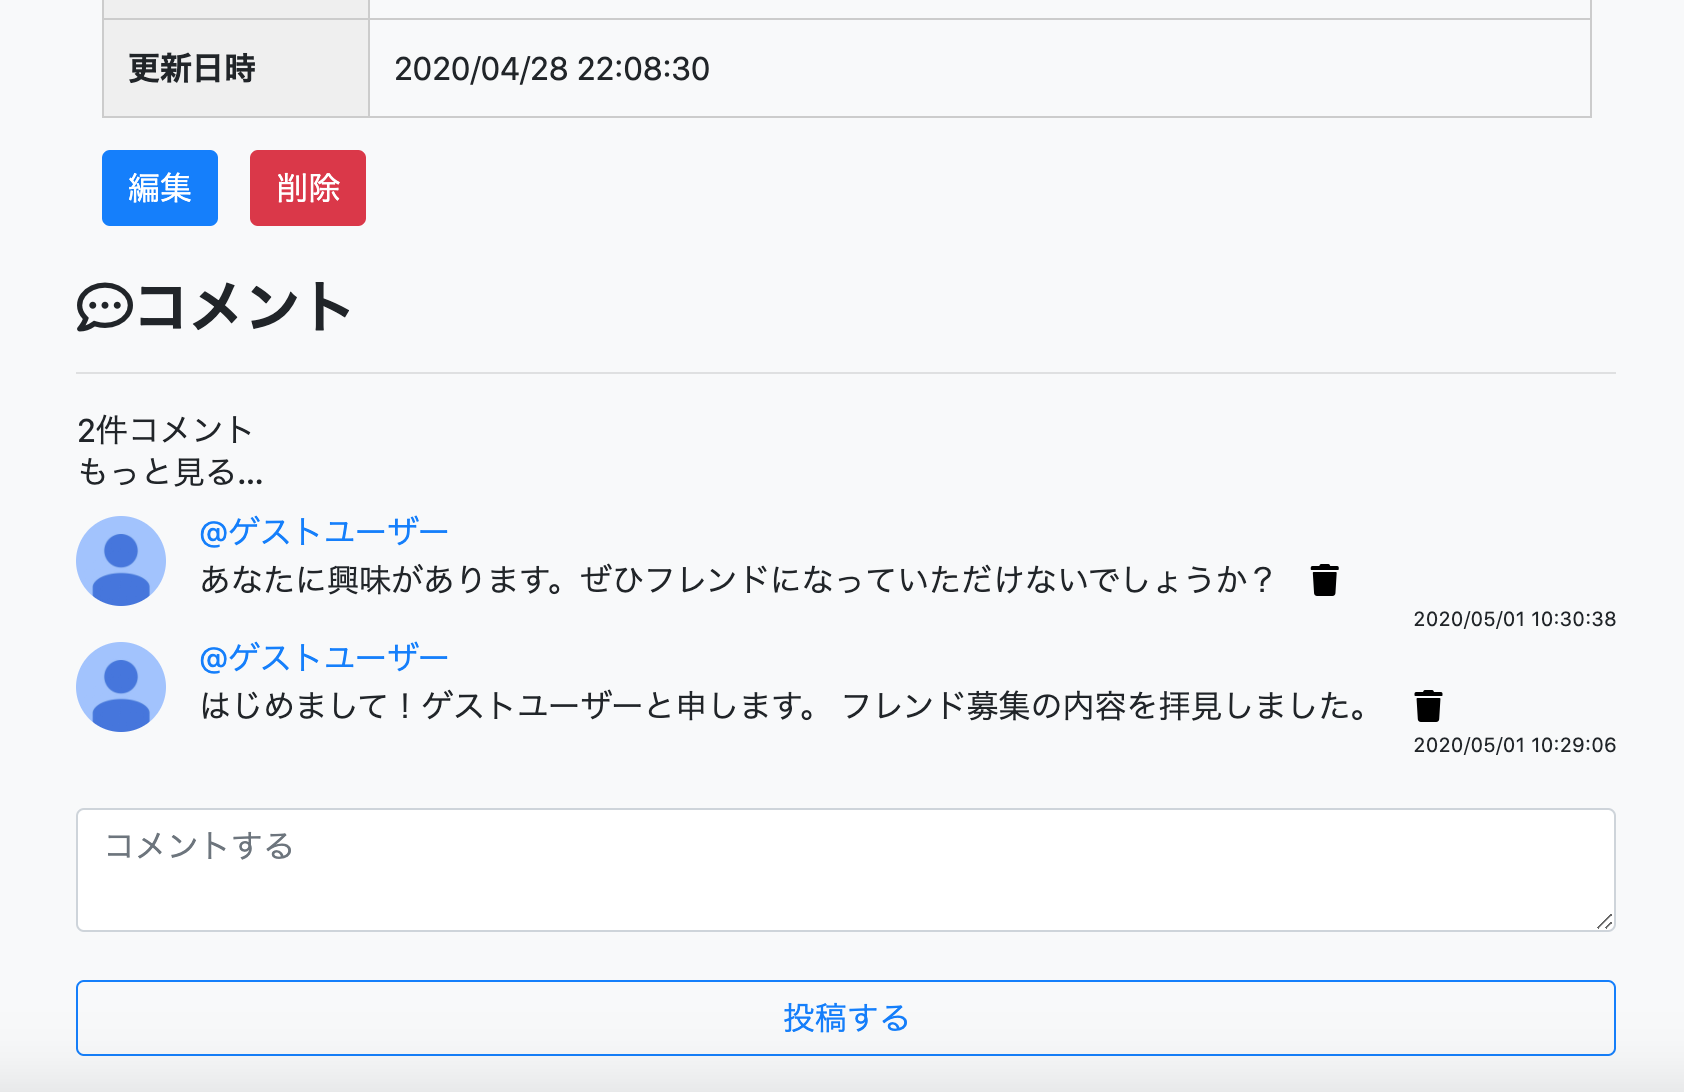 更新日時 2020/04/28 22:08:30
編集 削除
コメント
2件コメント
もっと見る...
@ゲストユーザー
あなたに興味があります。ぜひフレンドになっていただけないでしょうか？
2020/05/01 10:30:38
@ゲストユーザー
はじめまして！ゲストユーザーと申します。 フレンド募集の内容を拝見しました。
2020/05/01 10:29:06
コメントする
投稿する